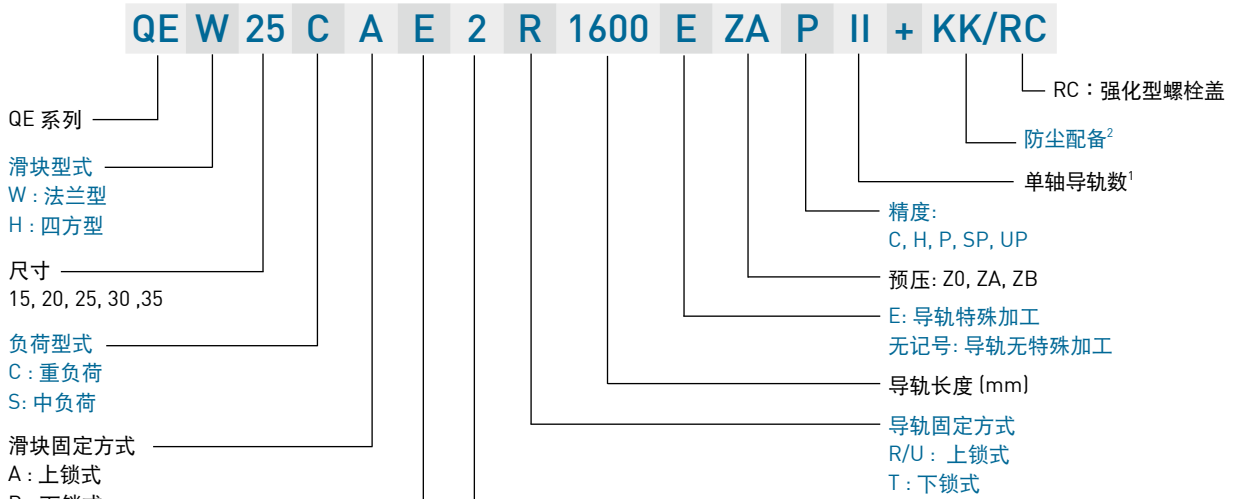 QE W 25 C A E 2 R 1600 E ZA P II + KK/RC
QE 系列
滑块型式
W : 法兰型
H : 四方型
尺寸
15, 20, 25, 30 ,35
负荷型式
C : 重负荷
S: 中负荷
滑块固定方式
A : 上锁式
RC：强化型螺栓盖
防尘配备2
单轴导轨数1
精度:
C, H, P, SP, UP
预压: Z0, ZA, ZB
E: 导轨特殊加工
无记号: 导轨无特殊加工
导轨长度 (mm)
导轨固定方式
R/U : 上锁式
T : 下锁式